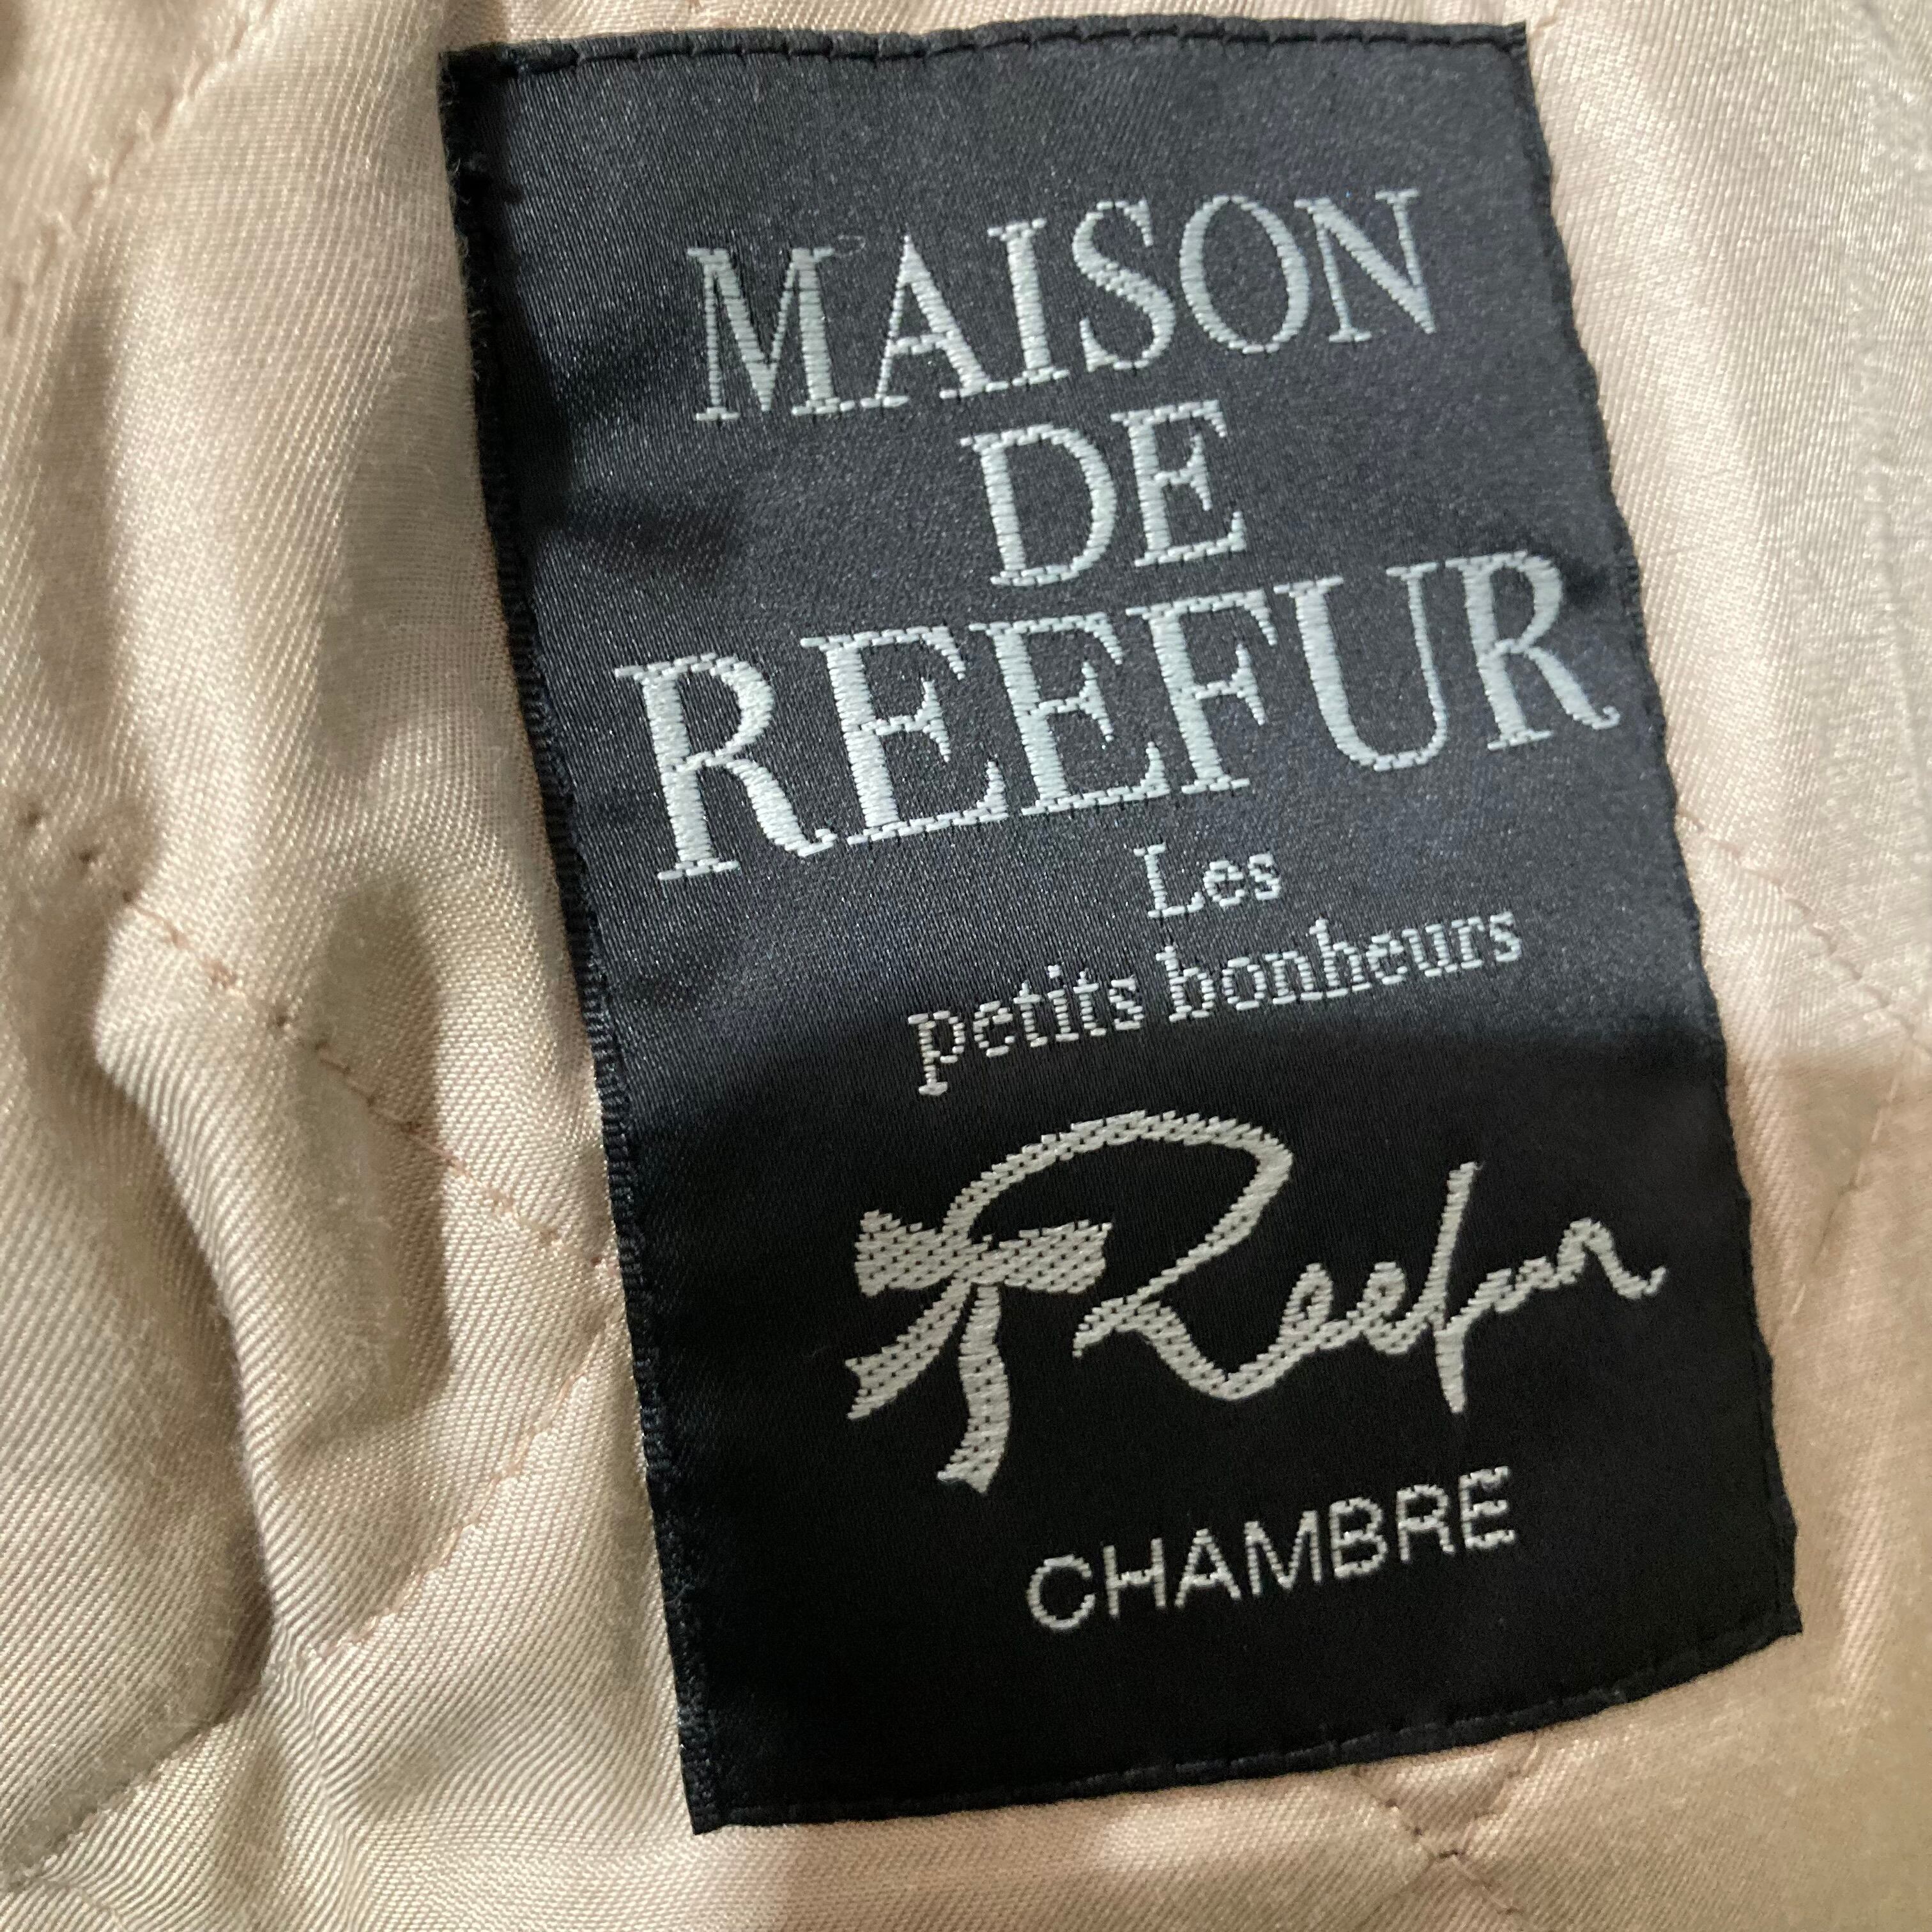 MAISON
DE
REEFUR
Les
petits bonheurs
Reefur
CHAMBRE